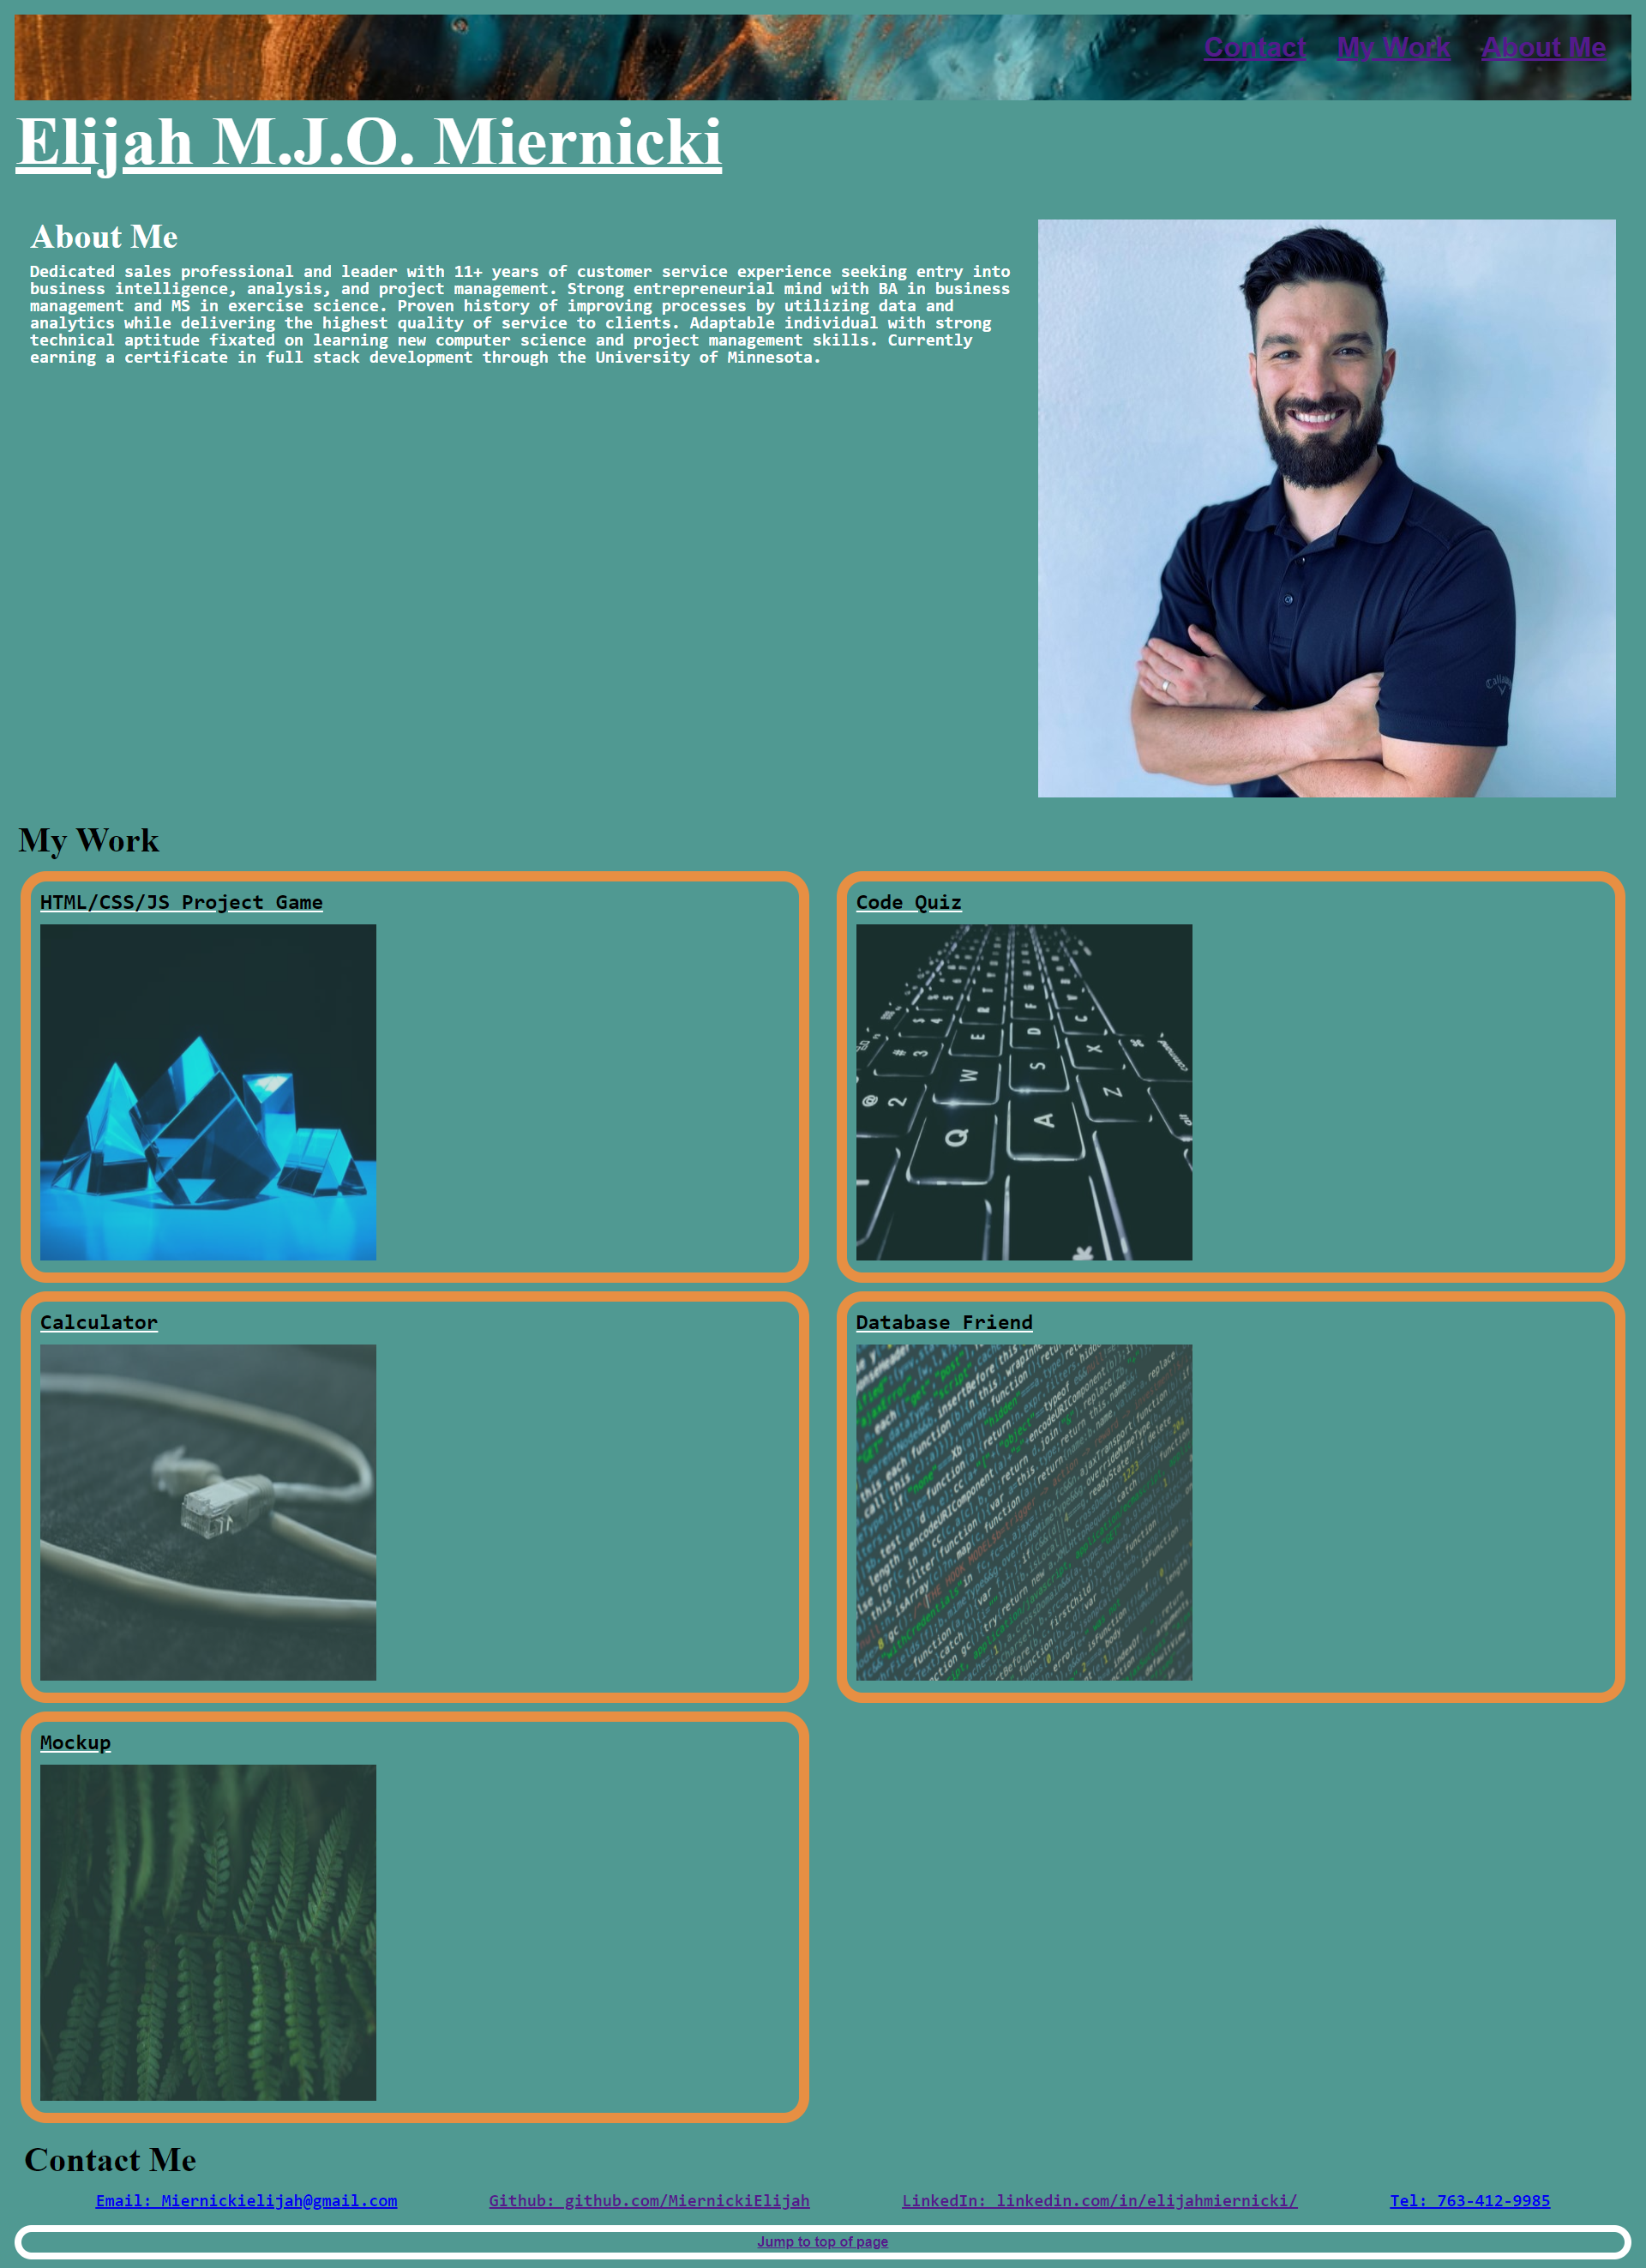 Contact My Work About Me
Elijah M.J.O. Miernicki
About Me
Dedicated sales professional and leader with 11+ years of customer service experience seeking entry into
business intelligence, analysis, and project management. Strong entrepreneurial mind with BA in business
management and MS in exercise science. Proven history of improving processes by utilizing data and
analytics while delivering the highest quality of service to clients. Adaptable individual with strong
technical aptitude fixated on learning new computer science and project management skills. Currently
earning a certificate in full stack development through the University of Minnesota.
My Work
HTML/CSS/JS Project Game
Code Quiz
Calculator
Database Friend
Mockup
Contact Me
Email: Miernickielijah@gmail.com
Github: github.com/MiernickiElijah
LinkedIn: linkedin.com/in/elijahmiernicki/
Tel: 763-412-9985
Jump to top of page